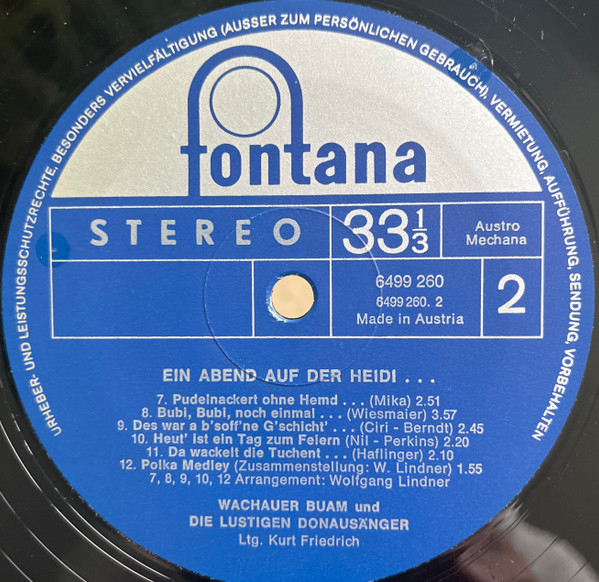 URHEBER- UND LEISTUNGSSCHUTZRECHTE, BESONDERS VERVIELFÄLTIGUNG (AUSSER ZUM PERSÖNLICHEN GEBRAUCH), VERMIETUNG, AUFFÜHRUNG, SENDUNG, VORBEHALTEN
fontana
STEREO
33 1/3
Austro
Mechana
6499 260
6499 260. 2
Made in Austria
2
EIN ABEND AUF DER HEIDI . . .
7. Pudelnackert ohne Hemd . . . (Mika) 2.51
8. Bubi, Bubi, noch einmal . . . (Wiesmaier) 3.57
9. Des war a b'soff'ne G'schicht' . . . (Ciri - Berndt) 2.45
10. Heut' ist ein Tag zum Feiern (Nil - Perkins) 2.20
11. Da wackelt die Tuchent . . . (Haflinger) 2.10
12. Polka Medley (Zusammenstellung: W. Lindner) 1.55
7, 8, 9, 10, 12 Arrangement: Wolfgang Lindner
WACHAUER BUAM und
DIE LUSTIGEN DONAUSÄNGER
Ltg. Kurt Friedrich